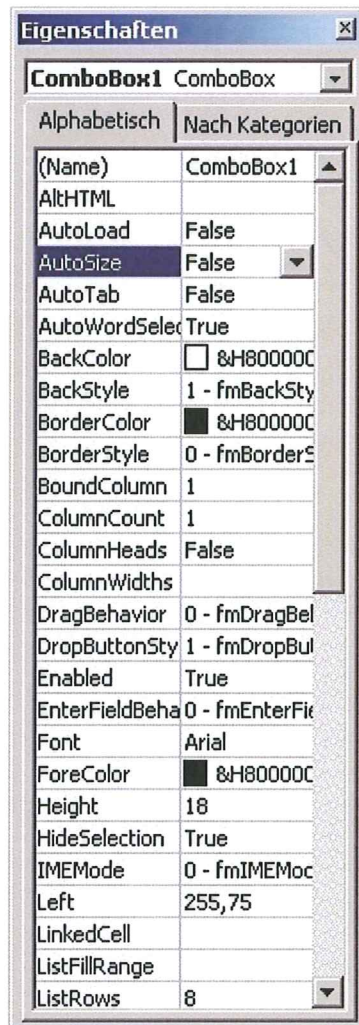 Eigenschaften
ComboBox1 ComboBox
Alphabetisch Nach Kategorien
(Name) ComboBox1
AltHTML
AutoLoad False
AutoSize False
AutoTab False
AutoWordSelec True
BackColor &H800000
BackStyle 1 - fmBackSty
BorderColor &H800000
BorderStyle 0 - fmBorderS
BoundColumn 1
ColumnCount 1
ColumnHeads False
ColumnWidths
DragBehavior 0 - fmDragBel
DropButtonSty 1 - fmDropBut
Enabled True
EnterFieldBeha 0 - fmEnterFie
Font Arial
ForeColor &H800000
Height 18
HideSelection True
IMEMode 0 - fmIMEMoc
Left 255,75
LinkedCell
ListFillRange
ListRows 8